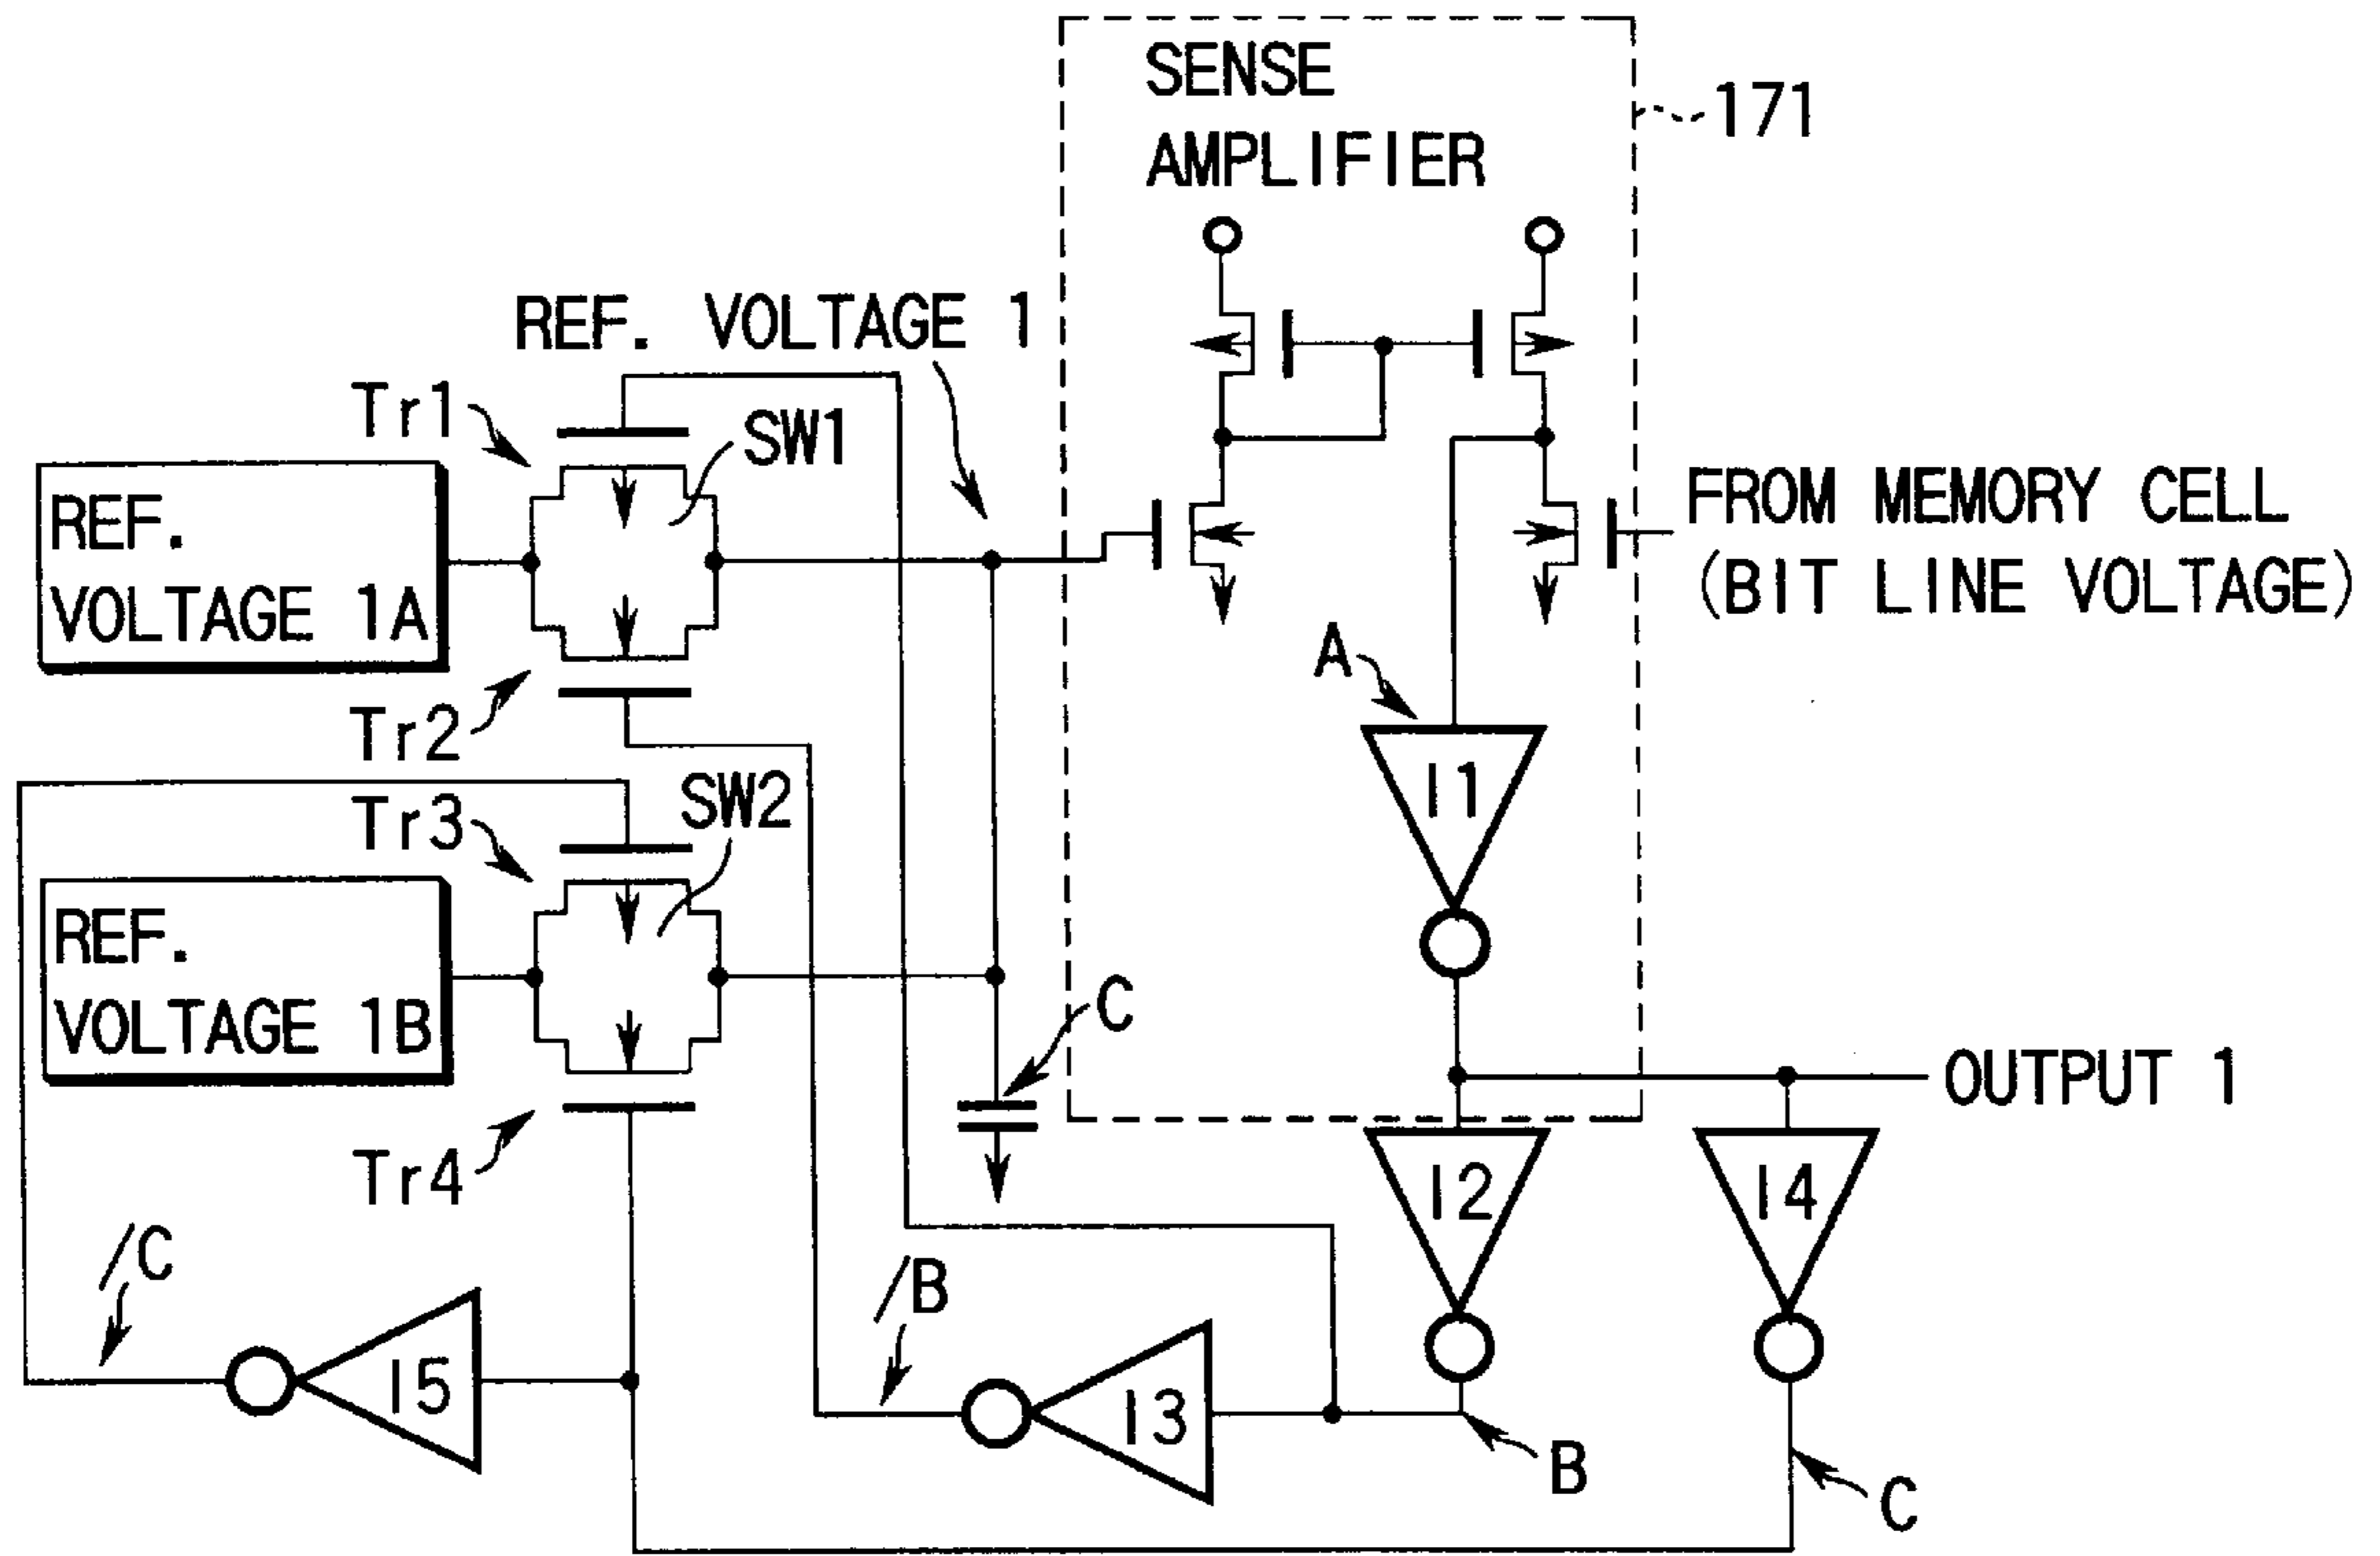 SENSE
AMPLIFIER
171
REF. VOLTAGE 1
Tr1
SW1
REF.
VOLTAGE 1A
FROM MEMORY CELL
(BIT LINE VOLTAGE)
A
Tr2
I1
SW2
Tr3
REF.
VOLTAGE 1B
C
OUTPUT 1
Tr4
I2
I4
/C
/B
I5
I3
B
C